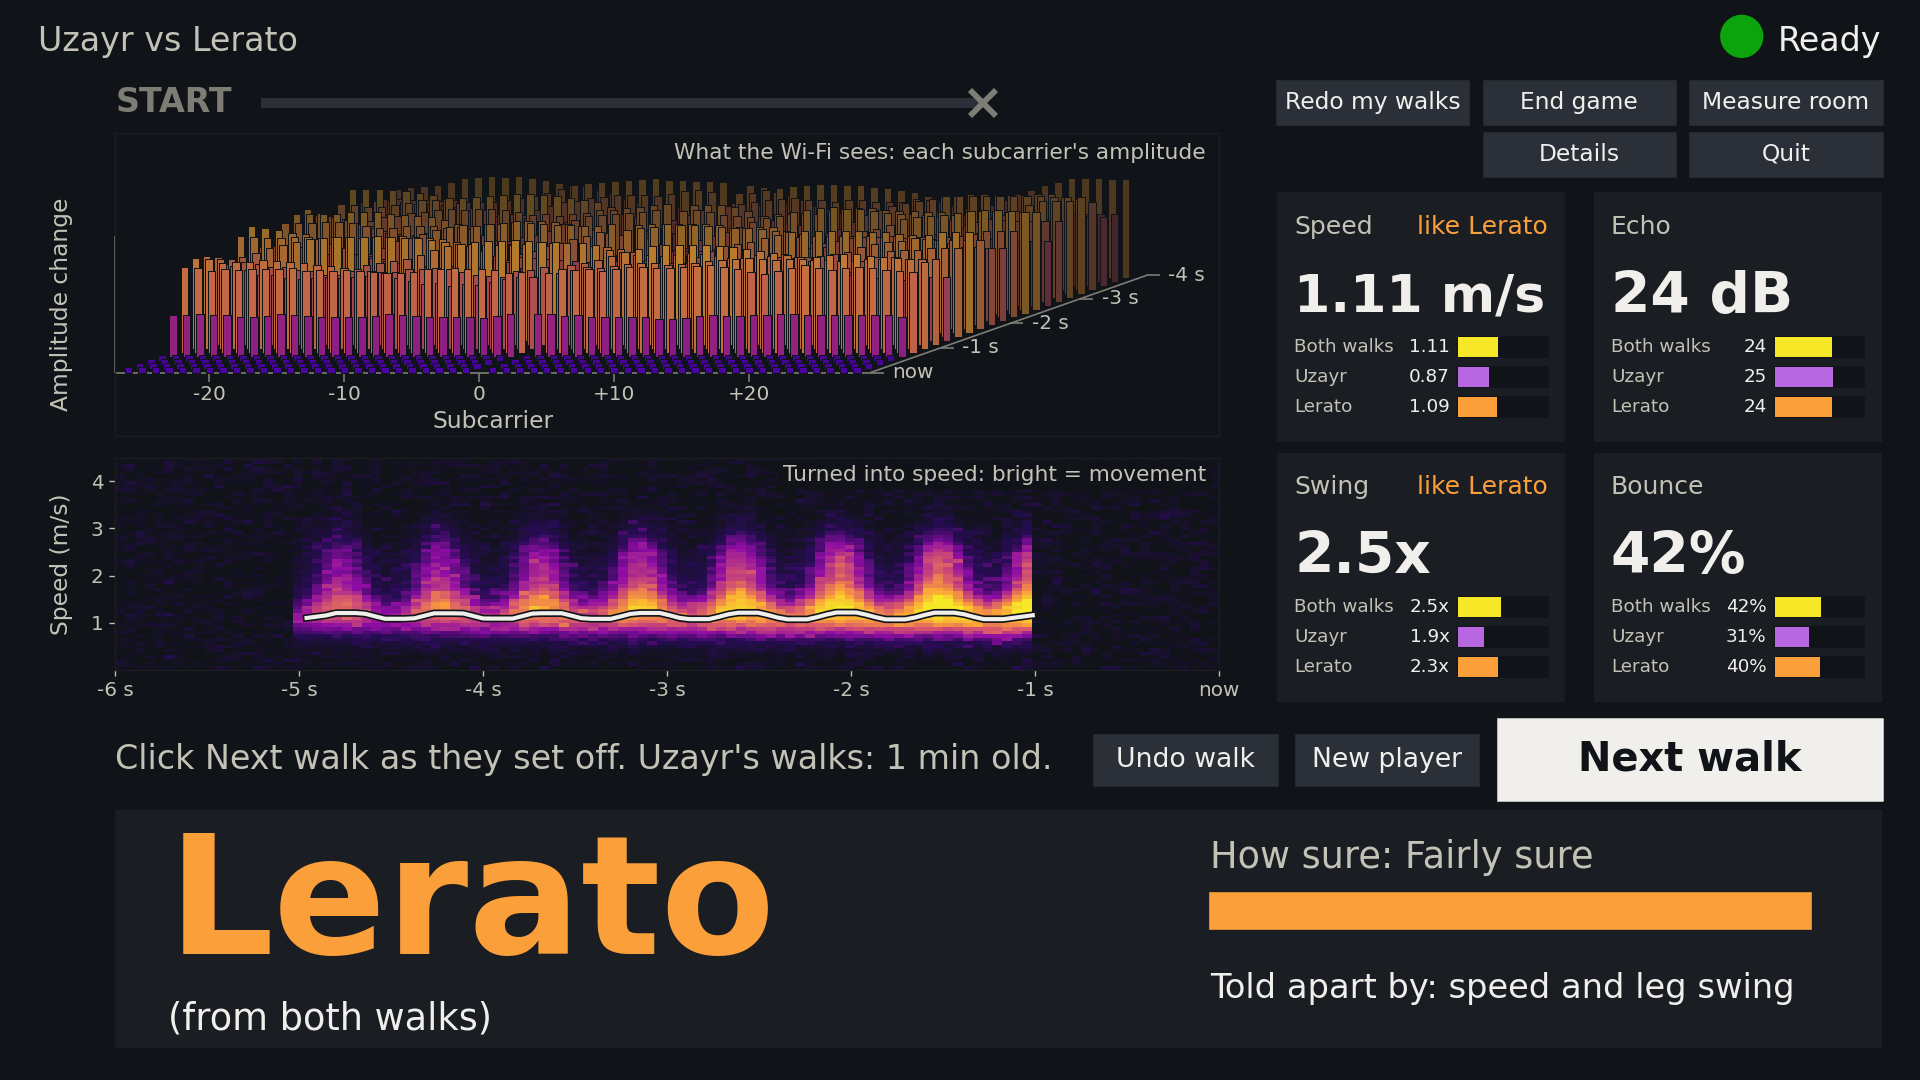 Uzayr vs Lerato
Ready
START
Redo my walks
End game
Measure room
Details
Quit
What the Wi-Fi sees: each subcarrier's amplitude
Amplitude change
-4 s
-3 s
-2 s
-1 s
now
-20
-10
0
+10
+20
Subcarrier
Speed like Lerato
1.11 m/s
Both walks 1.11
Uzayr 0.87
Lerato 1.09
Echo
24 dB
Both walks 24
Uzayr 25
Lerato 24
Turned into speed: bright = movement
Speed (m/s)
4
3
2
1
-6 s
-5 s
-4 s
-3 s
-2 s
-1 s
now
Swing like Lerato
2.5x
Both walks 2.5x
Uzayr 1.9x
Lerato 2.3x
Bounce
42%
Both walks 42%
Uzayr 31%
Lerato 40%
Click Next walk as they set off. Uzayr's walks: 1 min old.
Undo walk
New player
Next walk
Lerato
(from both walks)
How sure: Fairly sure
Told apart by: speed and leg swing